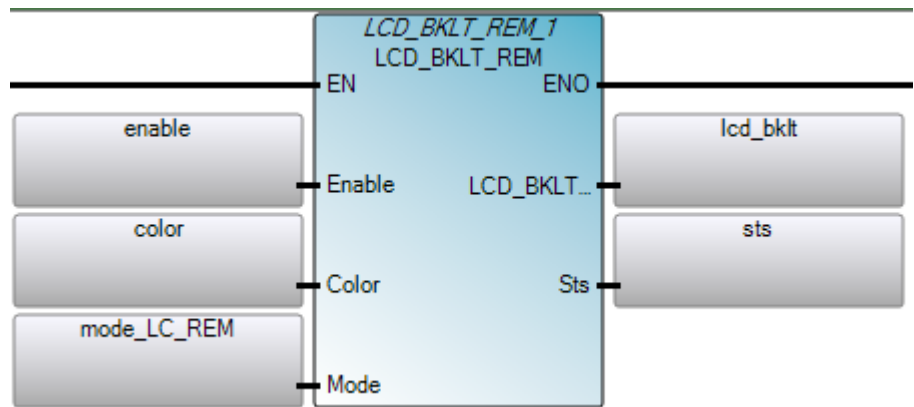 LCD_BKLT_REM_1
LCD_BKLT_REM
EN ENO
enable lcd_bklt
Enable LCD_BKLT...
color sts
Color Sts
mode_LC_REM
Mode